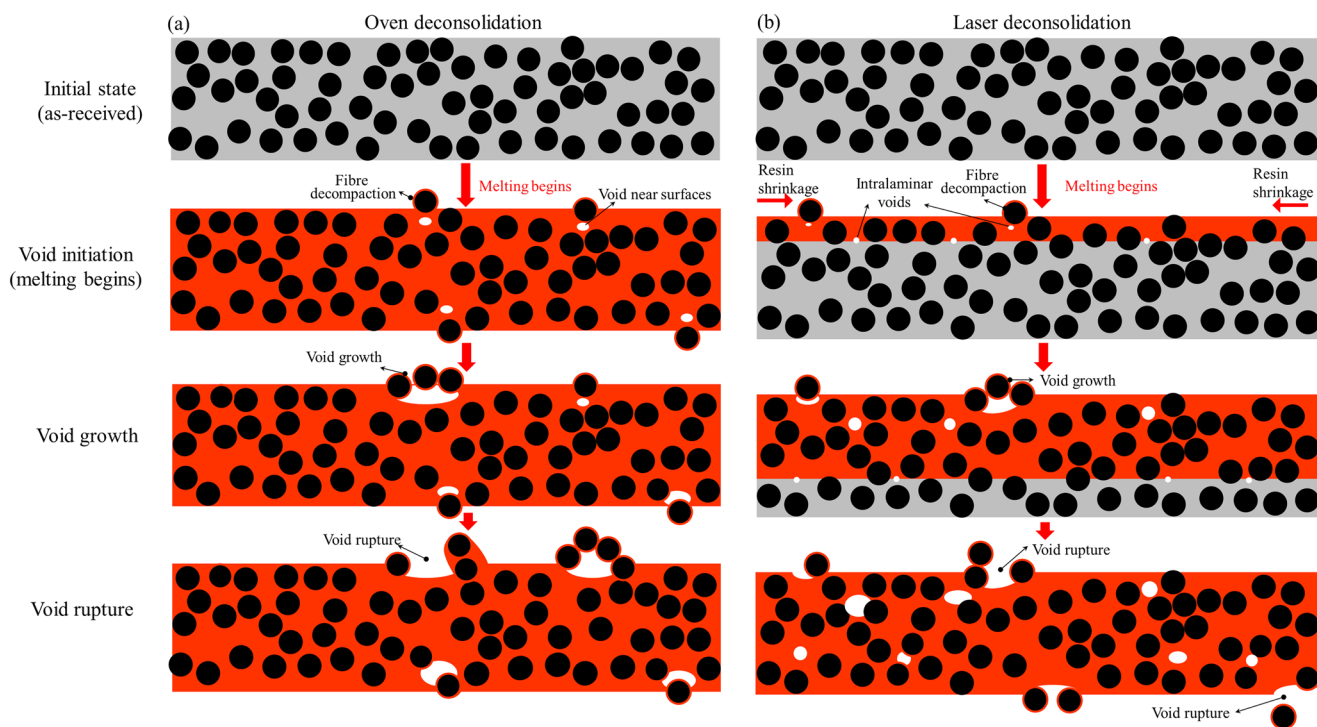 (a)
Oven deconsolidation
(b)
Laser deconsolidation
Initial state
(as-received)
Fibre
decompaction
Melting begins
Void near surfaces
Resin
shrinkage
Intralaminar
voids
Fibre
decompaction
Melting begins
Resin
shrinkage
Void initiation
(melting begins)
Void growth
Void growth
Void growth
Void rupture
Void rupture
Void rupture
Void rupture